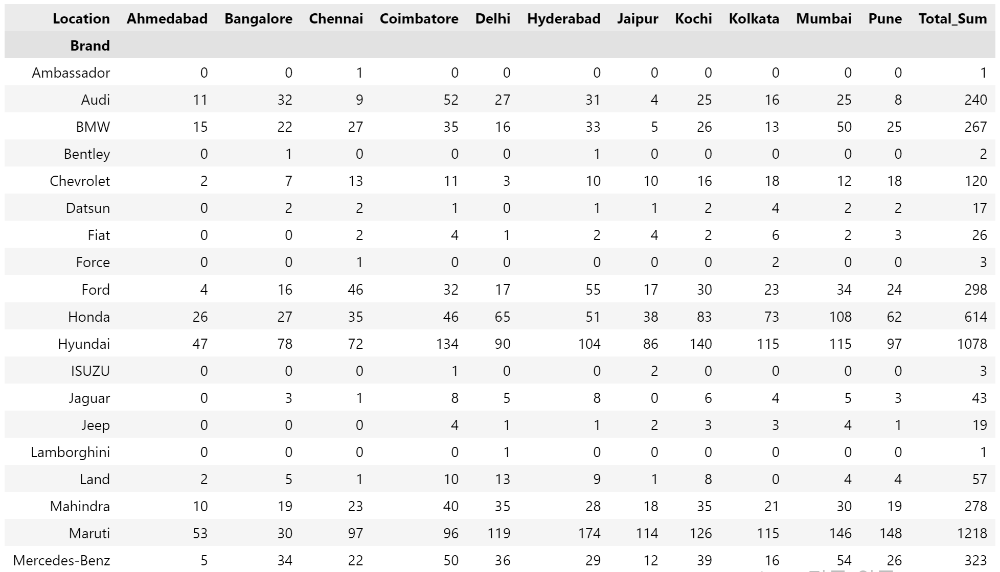 Location Ahmedabad Bangalore Chennai Coimbatore Delhi Hyderabad Jaipur Kochi Kolkata Mumbai Pune Total_Sum
Brand
Ambassador 0 0 1 0 0 0 0 0 0 0 0 1
Audi 11 32 9 52 27 31 4 25 16 25 8 240
BMW 15 22 27 35 16 33 5 26 13 50 25 267
Bentley 0 1 0 0 0 1 0 0 0 0 0 2
Chevrolet 2 7 13 11 3 10 10 16 18 12 18 120
Datsun 0 2 2 1 0 1 1 2 4 2 2 17
Fiat 0 0 2 4 1 2 4 2 6 2 3 26
Force 0 0 1 0 0 0 0 0 2 0 0 3
Ford 4 16 46 32 17 55 17 30 23 34 24 298
Honda 26 27 35 46 65 51 38 83 73 108 62 614
Hyundai 47 78 72 134 90 104 86 140 115 115 97 1078
ISUZU 0 0 0 1 0 0 2 0 0 0 0 3
Jaguar 0 3 1 8 5 8 0 6 4 5 3 43
Jeep 0 0 0 4 1 1 2 3 3 4 1 19
Lamborghini 0 0 0 0 1 0 0 0 0 0 0 1
Land 2 5 1 10 13 9 1 8 0 4 4 57
Mahindra 10 19 23 40 35 28 18 35 21 30 19 278
Maruti 53 30 97 96 119 174 114 126 115 146 148 1218
Mercedes-Benz 5 34 22 50 36 29 12 39 16 54 26 323